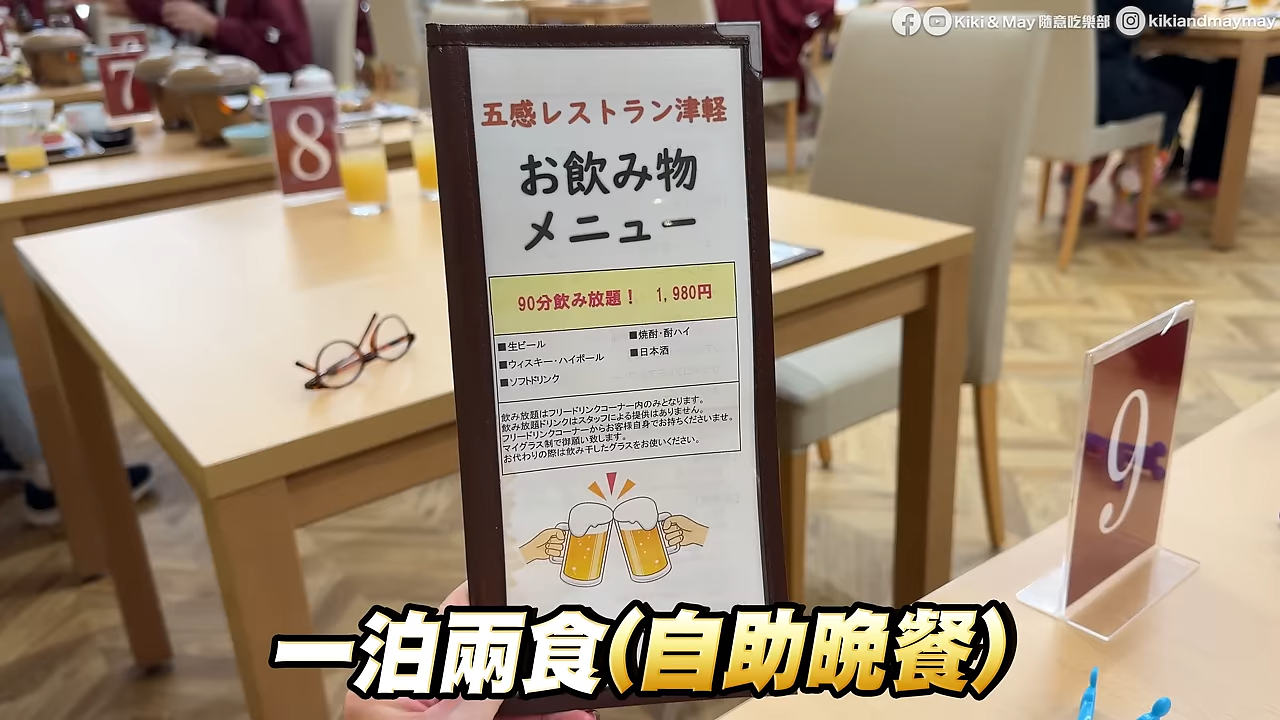 Kiki & May 隨意吃樂部
kikiandmaymay
7
8
五感レストラン津軽
お飲み物
メニュー
90分飲み放題! 1,980円
■生ビール
■焼酎・酎ハイ
■ウィスキー・ハイボール
■日本酒
■ソフトドリンク
飲み放題はフリードリンクコーナー内のみとなります。
飲み放題ドリンクはスタッフによる提供はありません。
フリードリンクコーナーからお客様自身でお持ちくださいませ。
マイグラス制で御願い致します。
お代わりの際は飲み干したグラスをお使いください。
9
一泊兩食(自助晚餐)